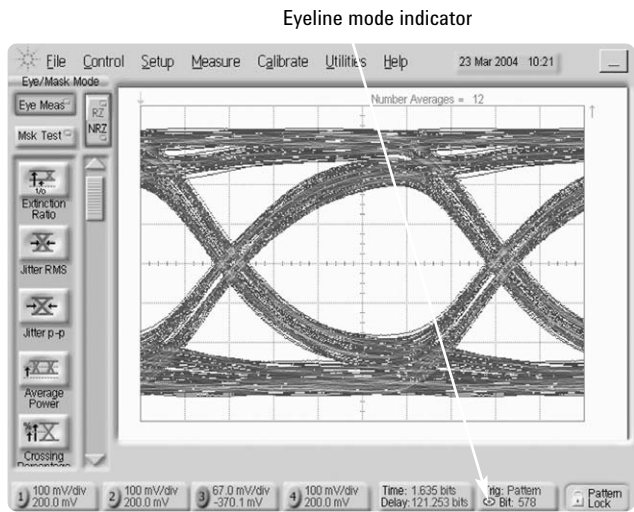 Eyeline mode indicator
File Control Setup Measure Calibrate Utilities Help 23 Mar 2004 10:21
Eye/Mask Mode
Eye Meas
RZ
NRZ
Msk Test
Number Averages = 12
1/0
Extinction
Ratio
Jitter RMS
Jitter p-p
Average
Power
%
Crossing
1) 100 mV/div 200.0 mV
2) 100 mV/div 200.0 mV
3) 67.0 mV/div -370.1 mV
4) 100 mV/div 200.0 mV
Time: 1.635 bits
Delay: 121.253 bits
Trig: Pattern
Bit: 578
Pattern
Lock